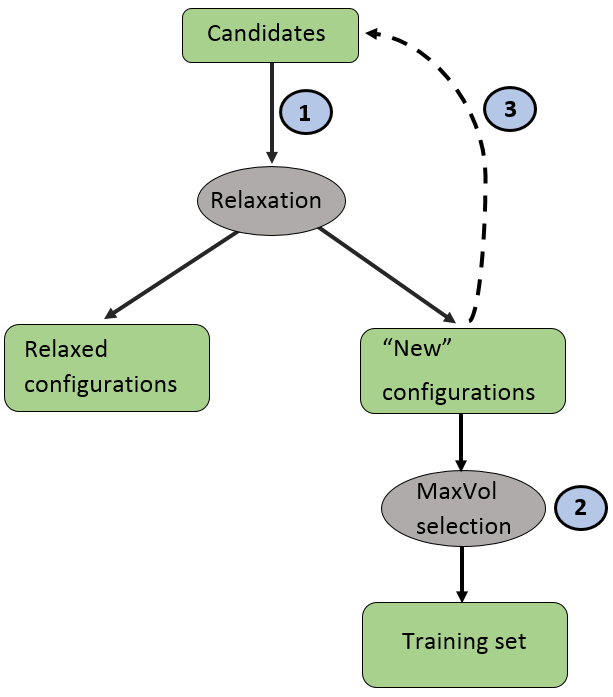 Candidates
1
3
Relaxation
Relaxed
configurations
“New”
configurations
MaxVol
selection
2
Training set